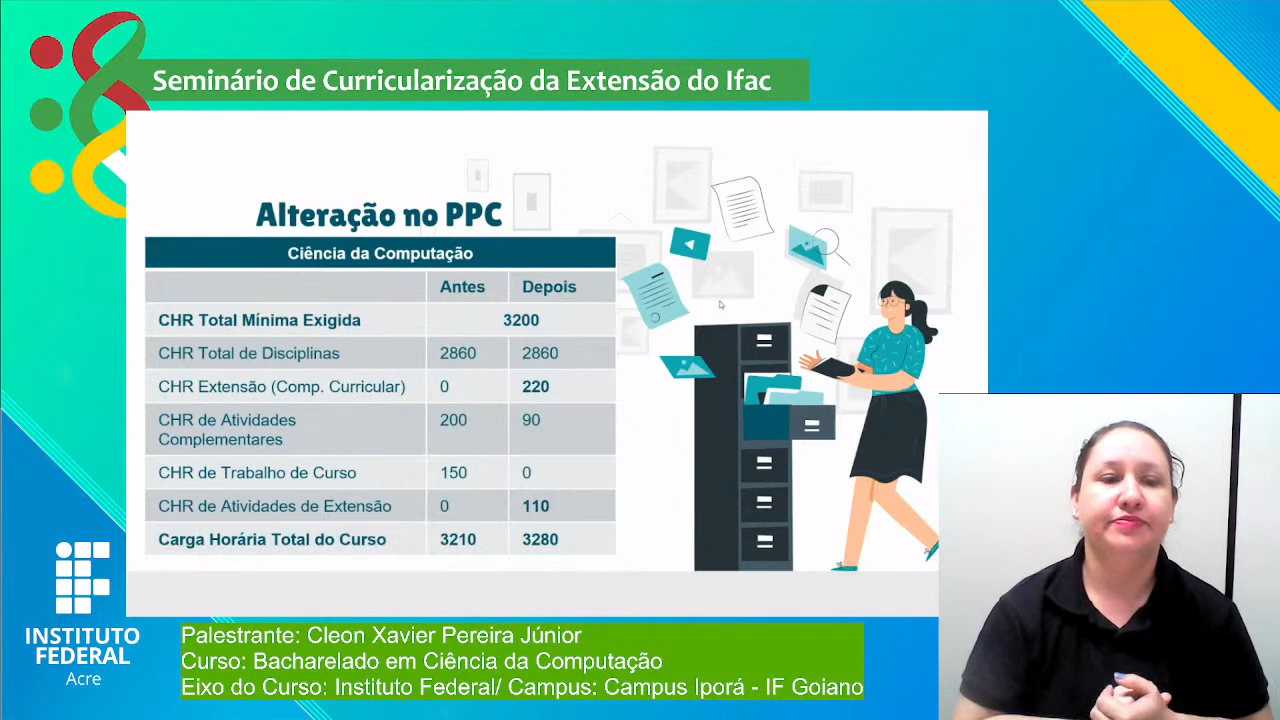 Seminário de Curricularização da Extensão do Ifac
Alteração no PPC
Ciência da Computação
Antes Depois
CHR Total Mínima Exigida 3200
CHR Total de Disciplinas 2860 2860
CHR Extensão (Comp. Curricular) 0 220
CHR de Atividades Complementares 200 90
CHR de Trabalho de Curso 150 0
CHR de Atividades de Extensão 0 110
Carga Horária Total do Curso 3210 3280
INSTITUTO
FEDERAL
Acre
Palestrante: Cleon Xavier Pereira Júnior
Curso: Bacharelado em Ciência da Computação
Eixo do Curso: Instituto Federal/ Campus: Campus Iporá - IF Goiano